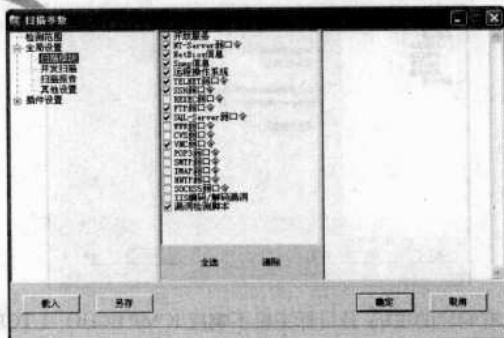 扫描参数
检测范围
全局设置
扫描模块
并发扫描
扫描报告
其他设置
插件设置
开放服务
NT-Server弱口令
NetBios信息
Snmp信息
远程操作系统
TELNET弱口令
SSH弱口令
REXEC弱口令
FTP弱口令
SQL-Server弱口令
WWW弱口令
CVS弱口令
VNC弱口令
POP3弱口令
SMTP弱口令
IMAP弱口令
NNTP弱口令
SOCKS5弱口令
IIS编码/解码漏洞
漏洞检测脚本
全选
清除
载入
另存
确定
取消